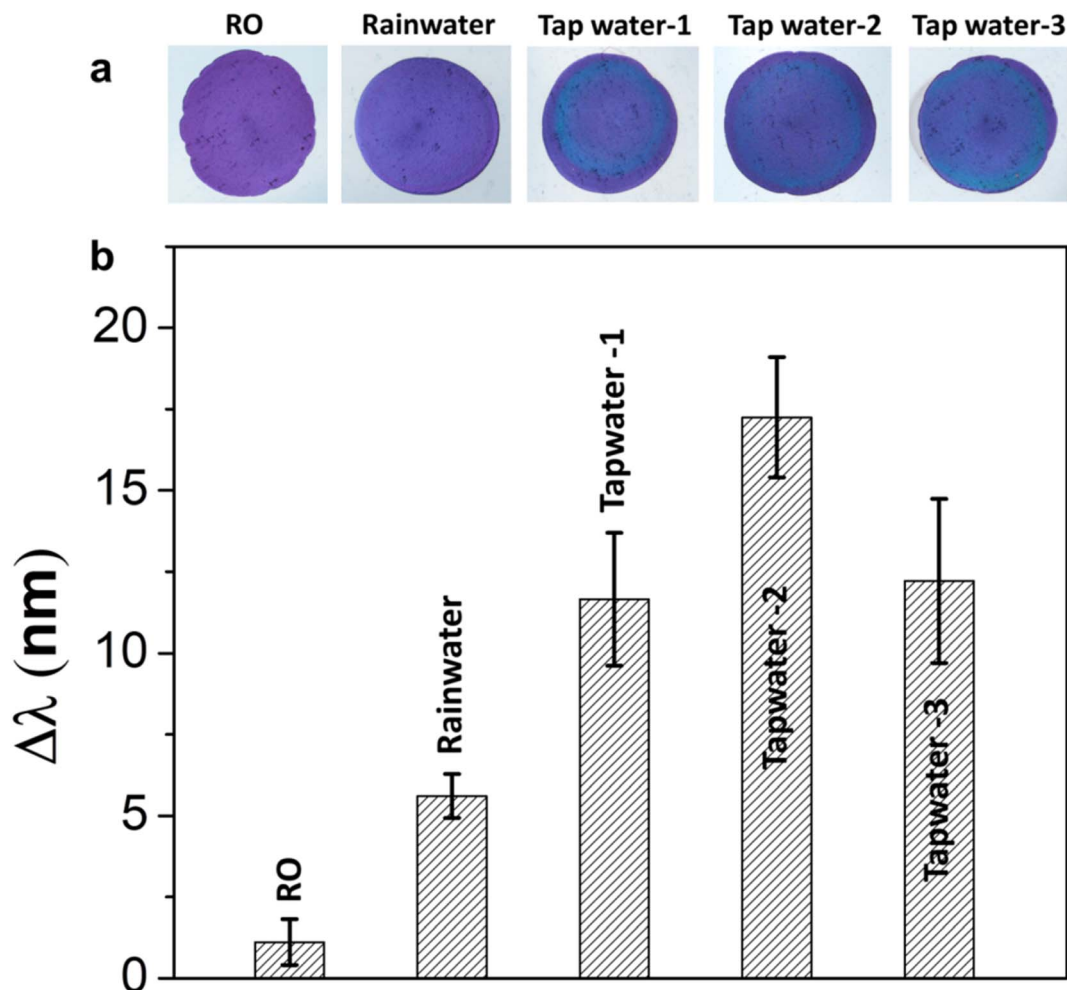 RO Rainwater Tap water-1 Tap water-2 Tap water-3
a
b
20
15
10
5
0
Δλ (nm)
RO
Rainwater
Tapwater -1
Tapwater -2
Tapwater -3